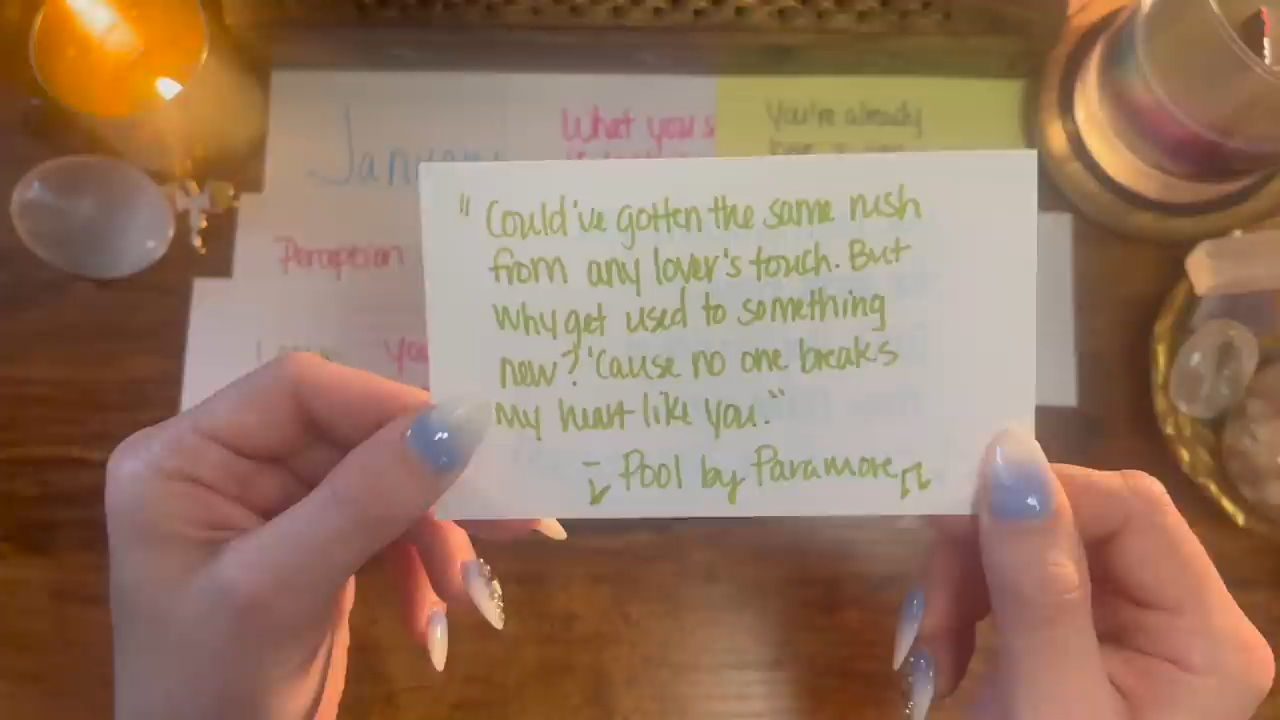 January
What you s
You're already
Perception
You
"Could've gotten the same rush
from any lover's touch. But
why get used to something
new? 'Cause no one breaks
my heart like you."
Pool by Paramore